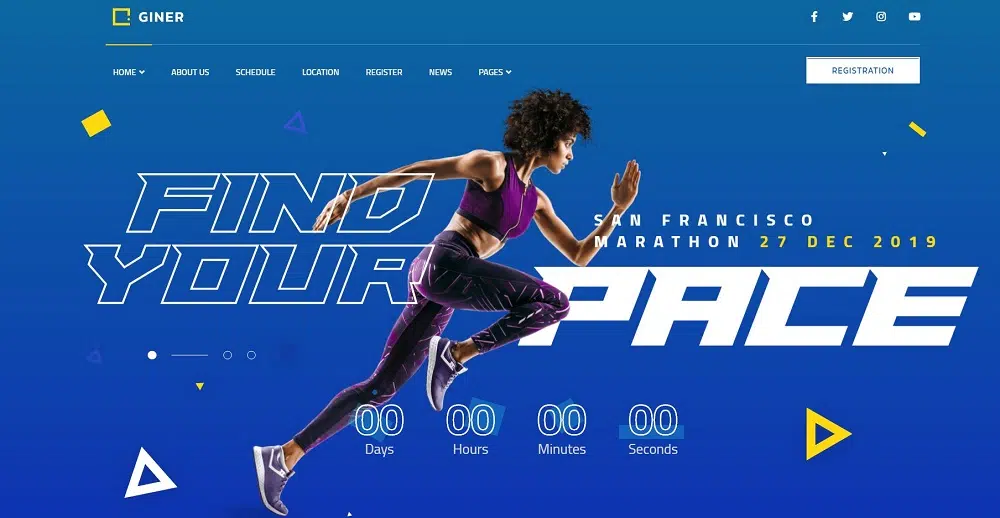 GINER
HOME ABOUT US SCHEDULE LOCATION REGISTER NEWS PAGES
REGISTRATION
FIND
YOUR
SAN FRANCISCO
MARATHON 27 DEC 2019
PACE
00 00 00 00
Days Hours Minutes Seconds